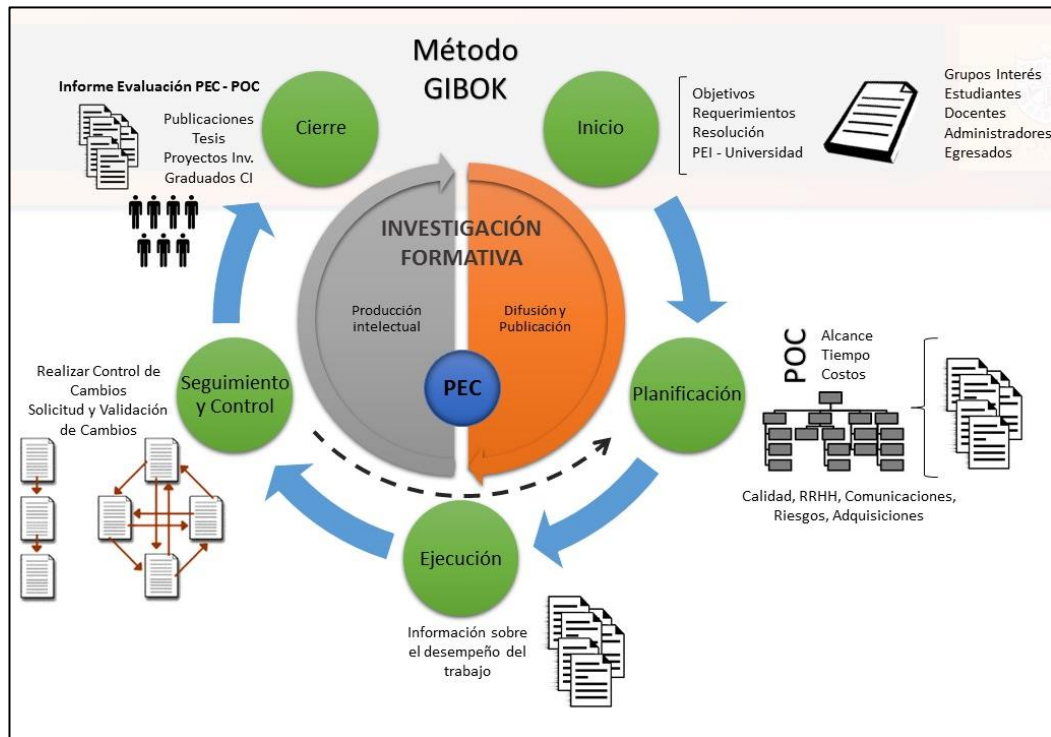 Método
GIBOK
Informe Evaluación PEC - POC
Publicaciones
Tesis
Proyectos Inv.
Graduados CI
Cierre
Inicio
Objetivos
Requerimientos
Resolución
PEI - Universidad
Grupos Interés
Estudiantes
Docentes
Administradores
Egresados
INVESTIGACIÓN
FORMATIVA
Producción
intelectual
Difusión y
Publicación
PEC
Realizar Control de
Cambios
Solicitud y Validación
de Cambios
Seguimiento
y Control
Planificación
POC
Alcance
Tiempo
Costos
Calidad, RRHH, Comunicaciones,
Riesgos, Adquisiciones
Ejecución
Información sobre
el desempeño del
trabajo